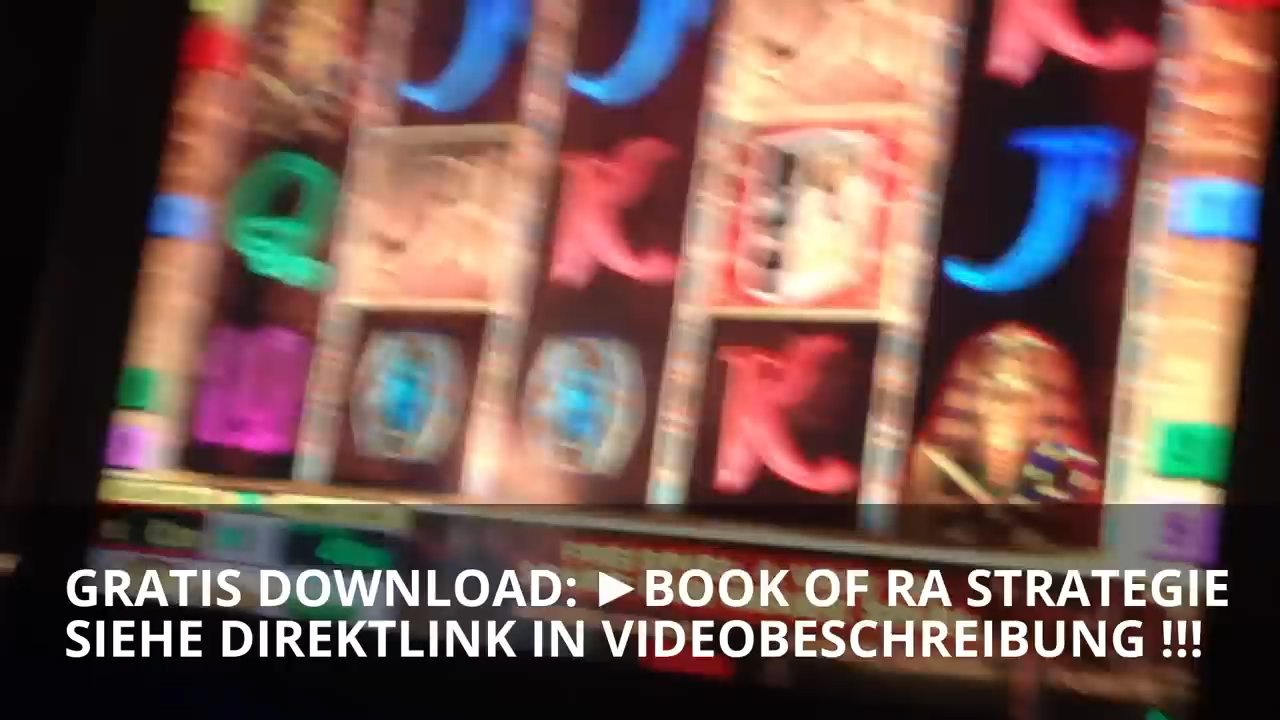 Q
K
J
K
GRATIS DOWNLOAD: ►BOOK OF RA STRATEGIE
SIEHE DIREKTLINK IN VIDEOBESCHREIBUNG !!!